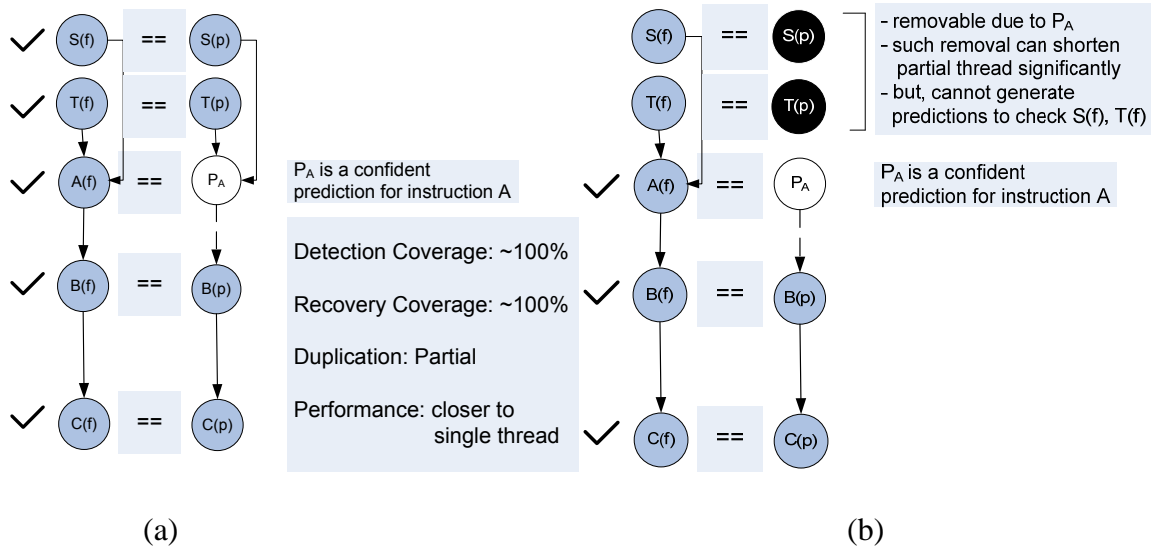 S(f) == S(p)
T(f) == T(p)
A(f) == PA
B(f) == B(p)
C(f) == C(p)
PA is a confident
prediction for instruction A
Detection Coverage: ~100%
Recovery Coverage: ~100%
Duplication: Partial
Performance: closer to
single thread
(a)
S(f) == S(p)
T(f) == T(p)
A(f) == PA
B(f) == B(p)
C(f) == C(p)
- removable due to PA
- such removal can shorten
partial thread significantly
- but, cannot generate
predictions to check S(f), T(f)
PA is a confident
prediction for instruction A
(b)